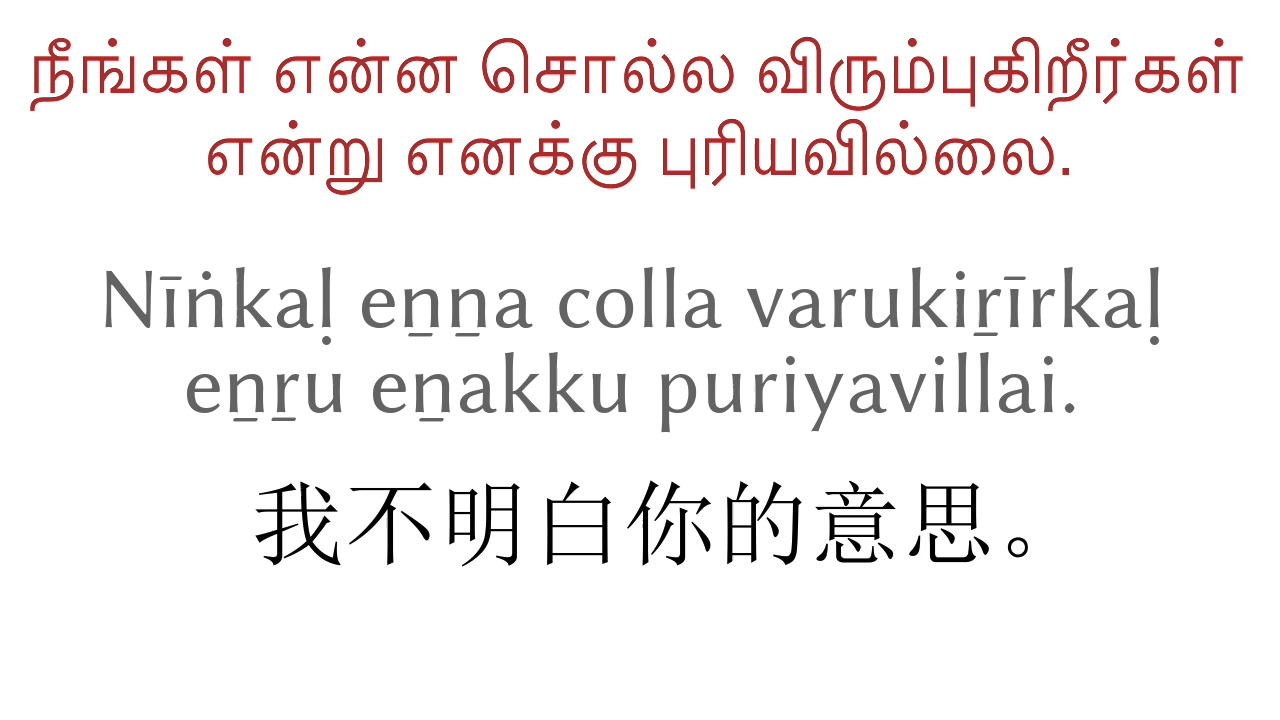 நீங்கள் என்ன சொல்ல விரும்புகிறீர்கள்
என்று எனக்கு புரியவில்லை.
Nīṅkaḷ eṉṉa colla varukiṟīrkaḷ
eṉṟu eṉakku puriyavillai.
我不明白你的意思。